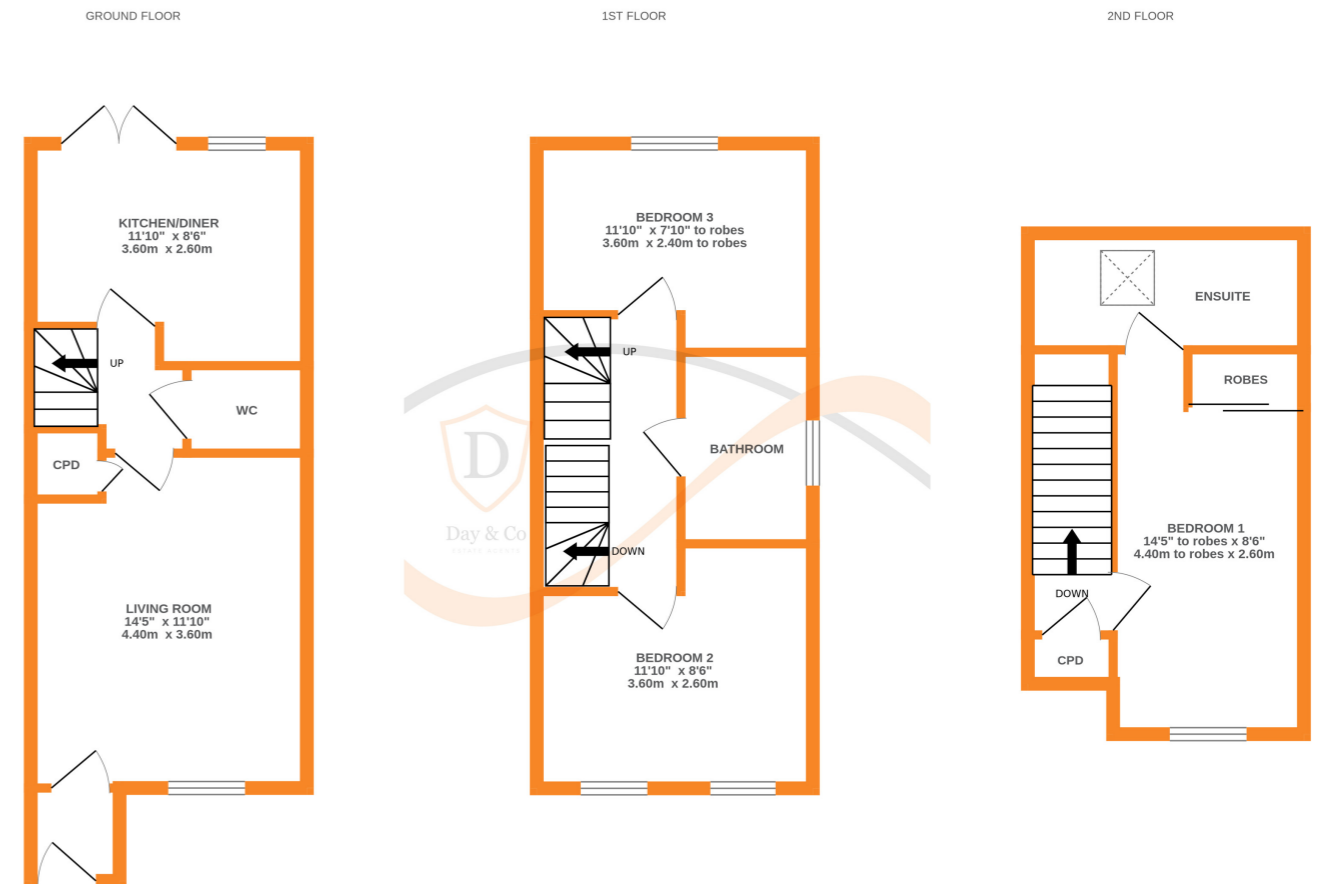 GROUND FLOOR
1ST FLOOR
2ND FLOOR
KITCHEN/DINER
11'10" x 8'6"
3.60m x 2.60m
UP
WC
CPD
LIVING ROOM
14'5" x 11'10"
4.40m x 3.60m
BEDROOM 3
11'10" x 7'10" to robes
3.60m x 2.40m to robes
UP
BATHROOM
D
Day & Co
ESTATE AGENTS
DOWN
BEDROOM 2
11'10" x 8'6"
3.60m x 2.60m
ENSUITE
ROBES
BEDROOM 1
14'5" to robes x 8'6"
4.40m to robes x 2.60m
DOWN
CPD